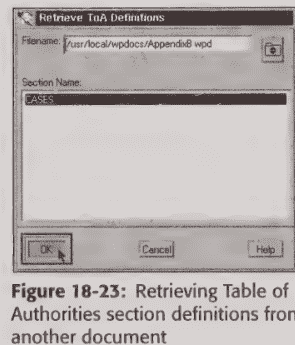 Retrieve ToA Definitions
Filename: /usr/local/wpdocs/AppendixB.wpd
Section Name:
CASES
OK Cancel Help
Figure 18-23: Retrieving Table of
Authorities section definitions from
another document